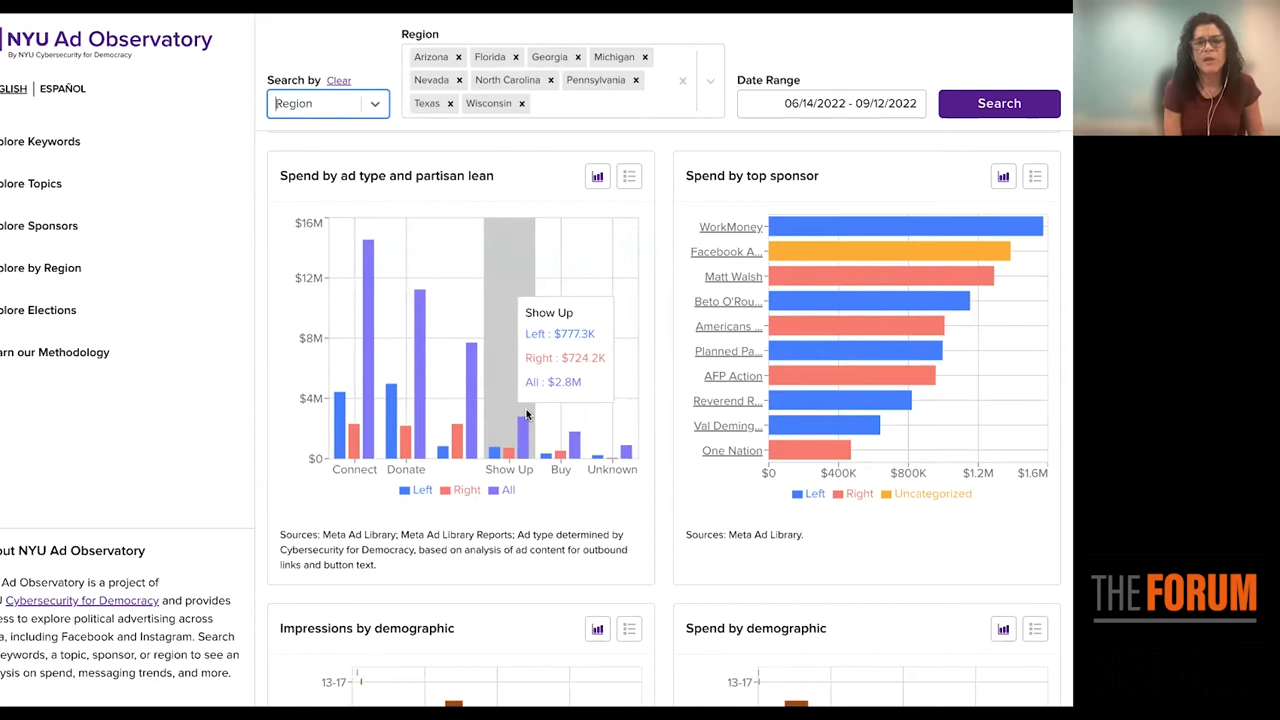 NYU Ad Observatory
By NYU Cybersecurity for Democracy
GLISH | ESPAÑOL
plore Keywords
plore Topics
plore Sponsors
plore by Region
plore Elections
arn our Methodology
out NYU Ad Observatory
Ad Observatory is a project of
U Cybersecurity for Democracy and provides
ess to explore political advertising across
a, including Facebook and Instagram. Search
eywords, a topic, sponsor, or region to see an
ysis on spend, messaging trends, and more.
Search by Clear
Region
Region
Arizona × Florida × Georgia × Michigan ×
Nevada × North Carolina × Pennsylvania ×
Texas × Wisconsin ×
Date Range
06/14/2022 - 09/12/2022
Search
Spend by ad type and partisan lean
$16M
$12M
$8M
$4M
$0
Connect Donate Show Up Buy Unknown
Show Up
Left : $777.3K
Right : $724.2K
All : $2.8M
Left Right All
Sources: Meta Ad Library; Meta Ad Library Reports; Ad type determined by
Cybersecurity for Democracy, based on analysis of ad content for outbound
links and button text.
Spend by top sponsor
WorkMoney
Facebook A...
Matt Walsh
Beto O'Rou...
Americans ...
Planned Pa...
AFP Action
Reverend R...
Val Deming...
One Nation
$0 $400K $800K $1.2M $1.6M
Left Right Uncategorized
Sources: Meta Ad Library.
Impressions by demographic
13-17
Spend by demographic
13-17
THE FORUM